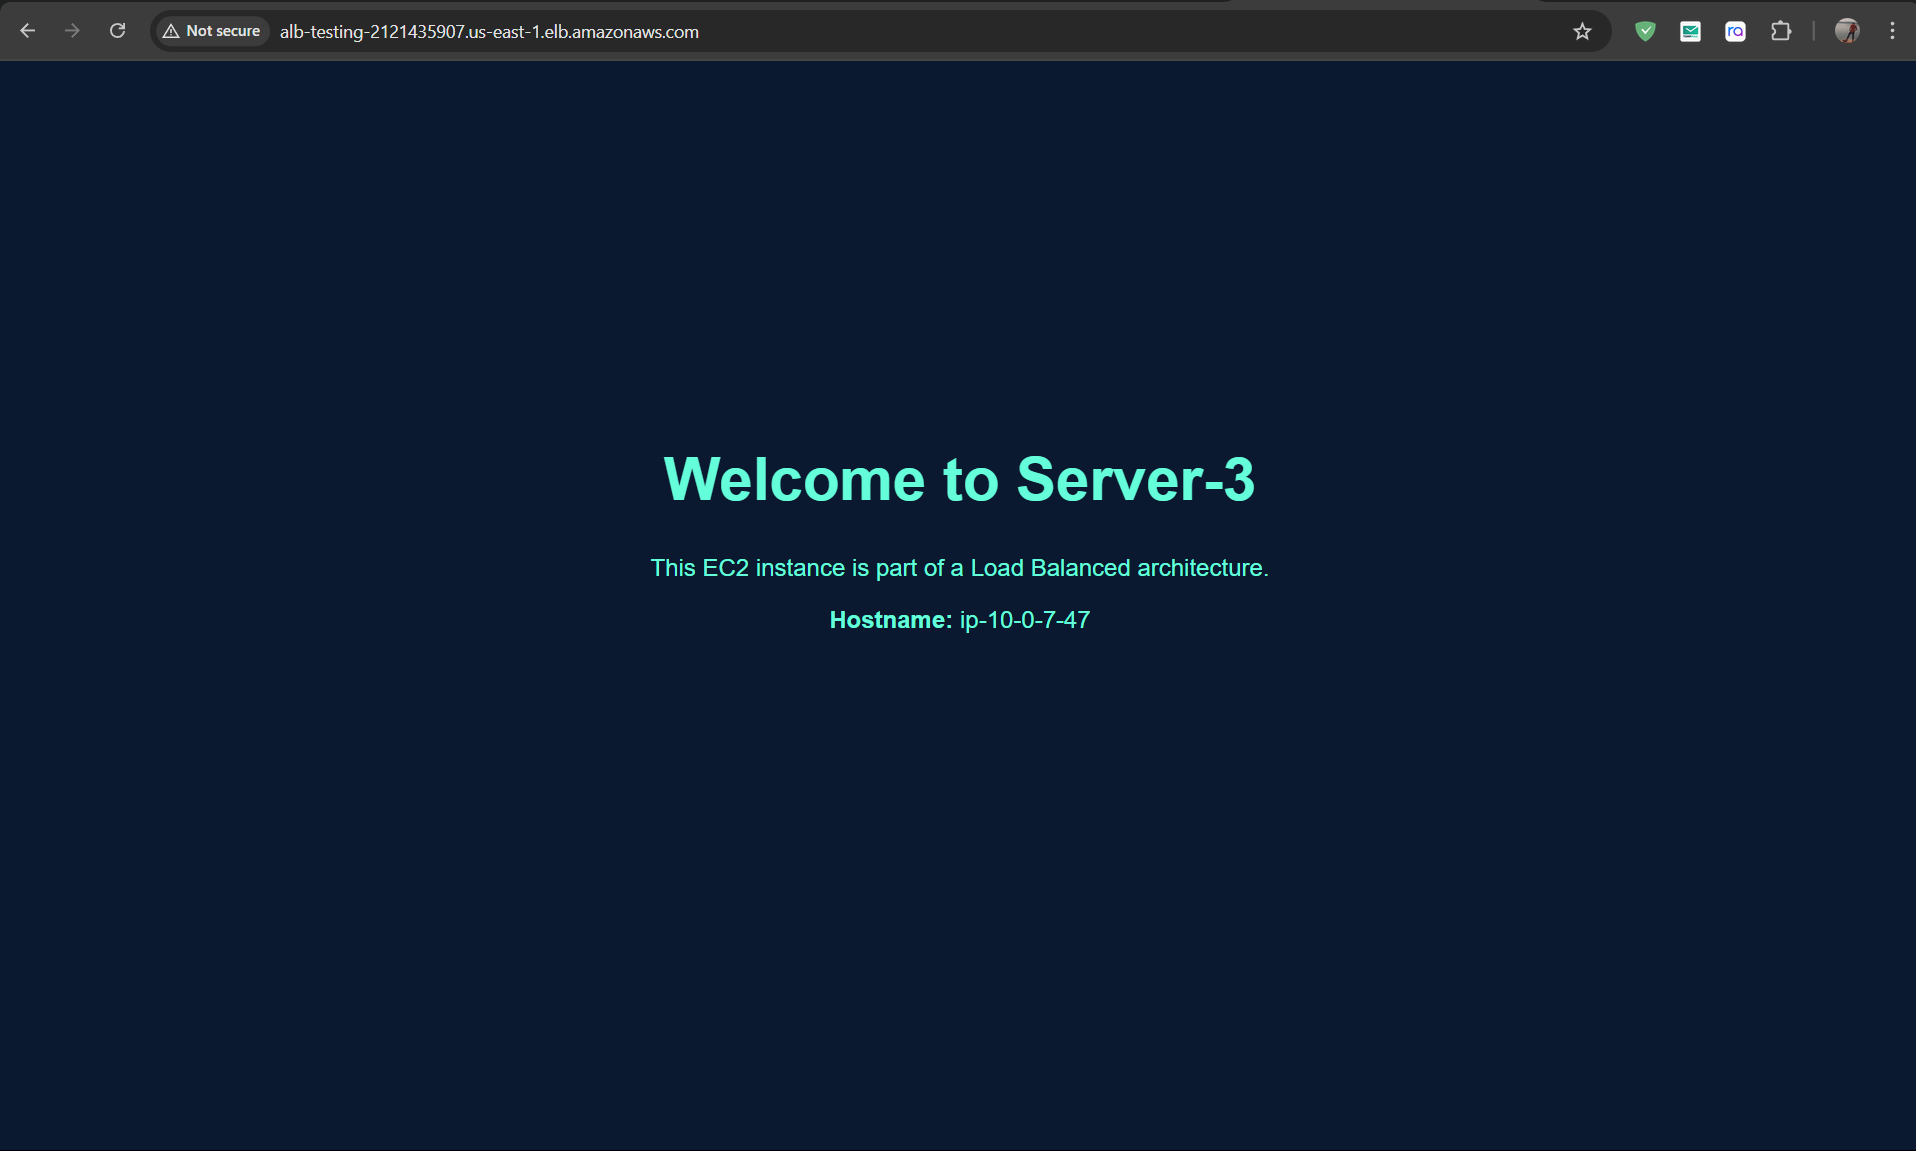 Not secure alb-testing-2121435907.us-east-1.elb.amazonaws.com
ra
Welcome to Server-3
This EC2 instance is part of a Load Balanced architecture.
Hostname: ip-10-0-7-47